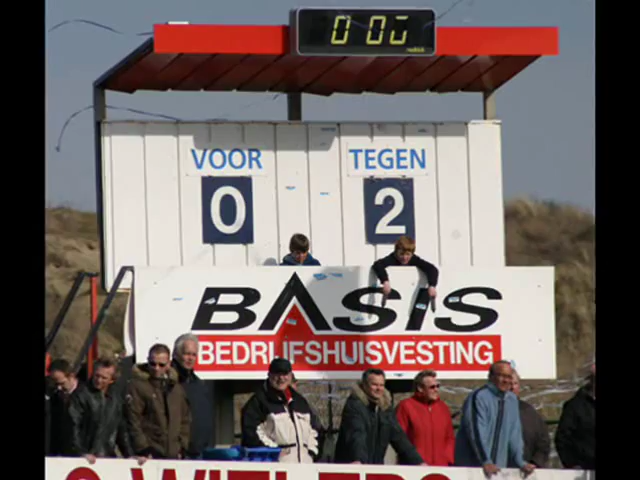 0 00
VOOR TEGEN
0 2
BASIS
BEDRIJFSHUISVESTING